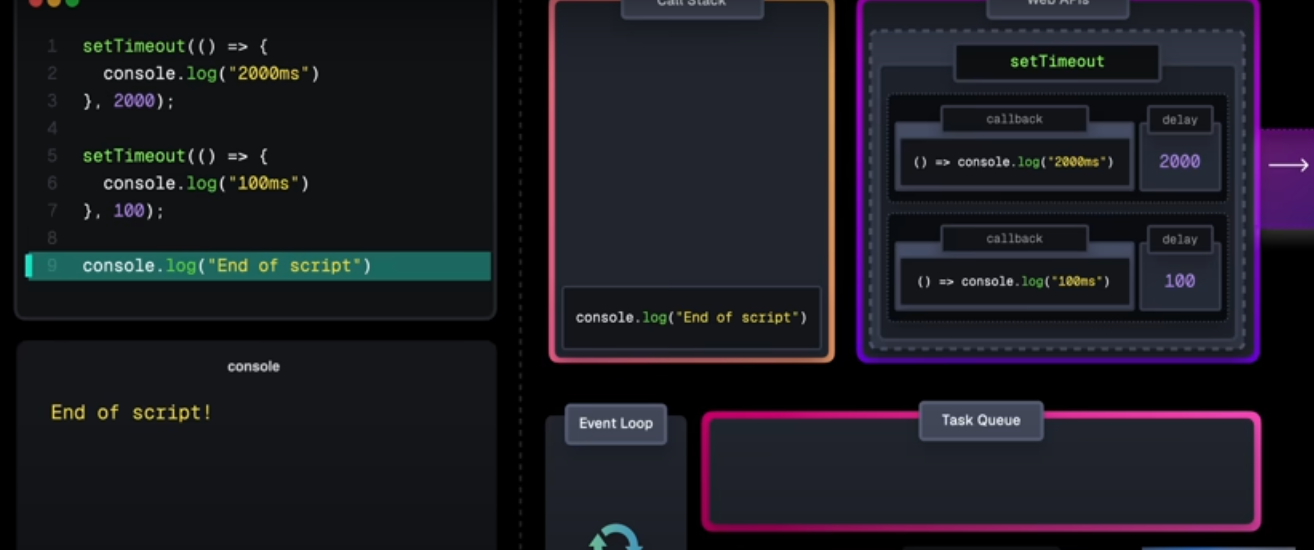 1 setTimeout(() => {
2 console.log("2000ms")
3 }, 2000);
4
5 setTimeout(() => {
6 console.log("100ms")
7 }, 100);
8
9 console.log("End of script")
console
End of script!
Call Stack
console.log("End of script")
Web APIs
setTimeout
callback
delay
() => console.log("2000ms")
2000
callback
delay
() => console.log("100ms")
100
Event Loop
Task Queue